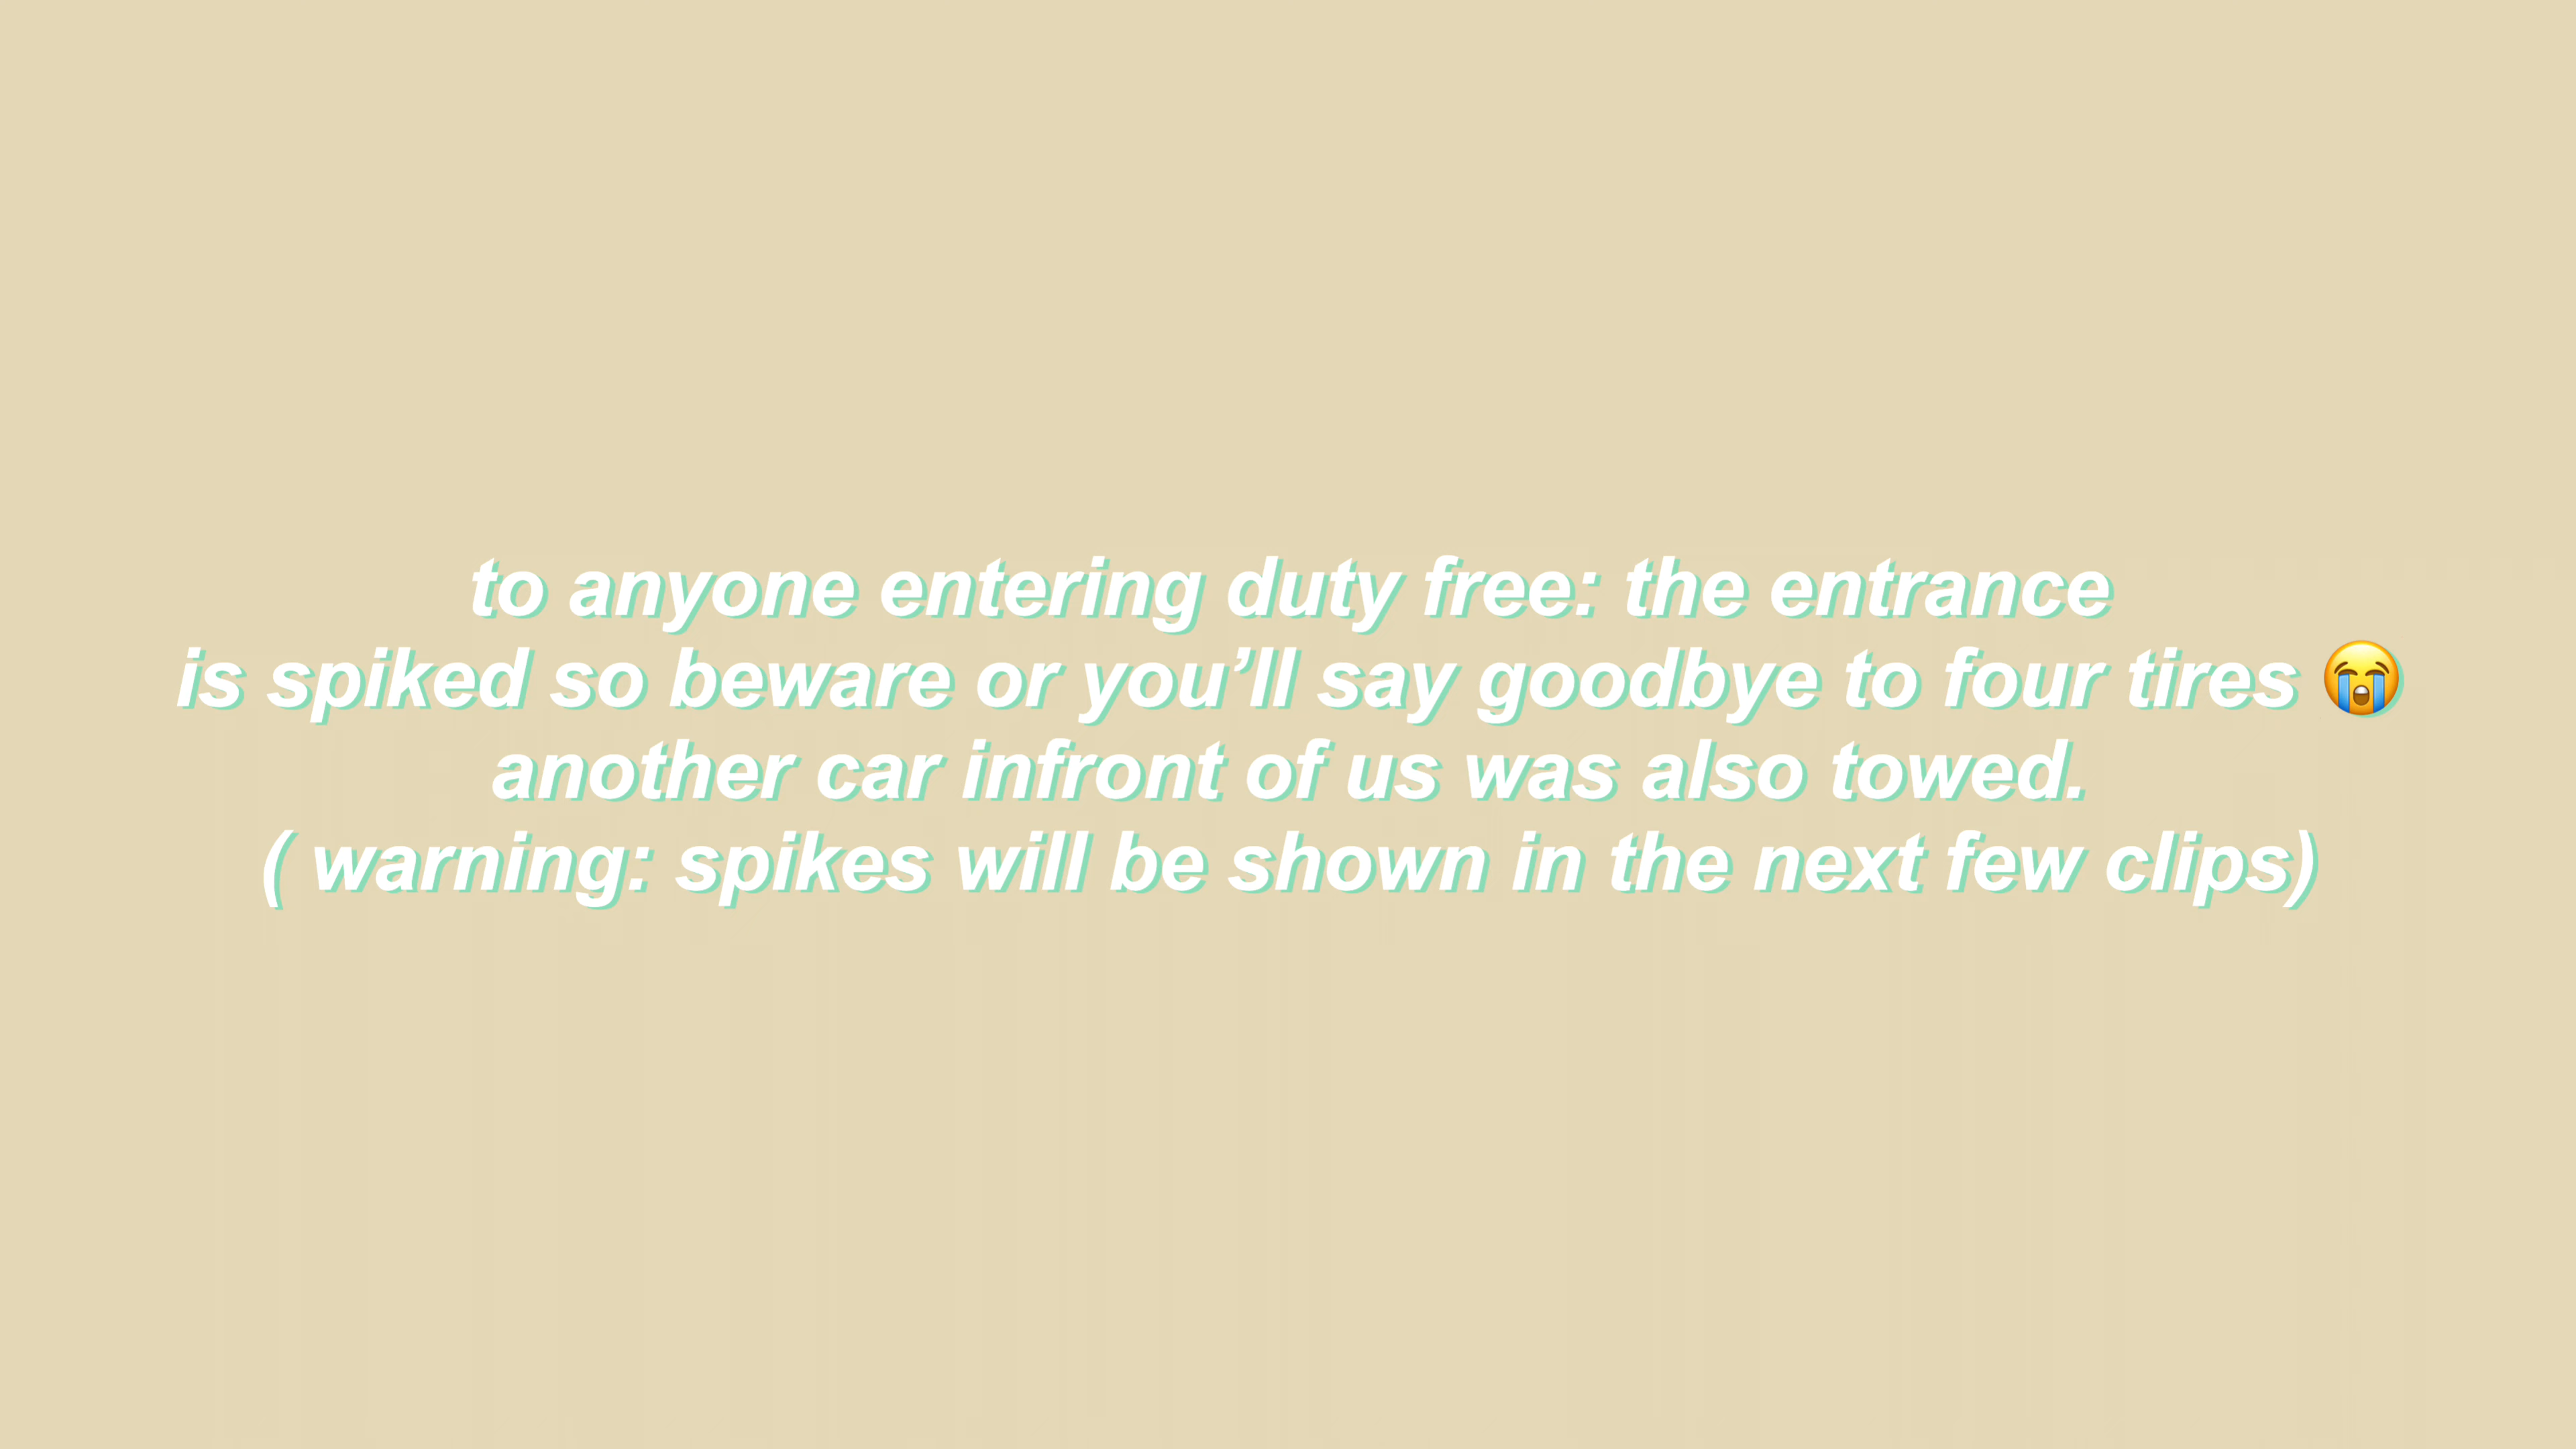 to anyone entering duty free: the entrance
is spiked so beware or you’ll say goodbye to four tires 😭
another car infront of us was also towed.
( warning: spikes will be shown in the next few clips)